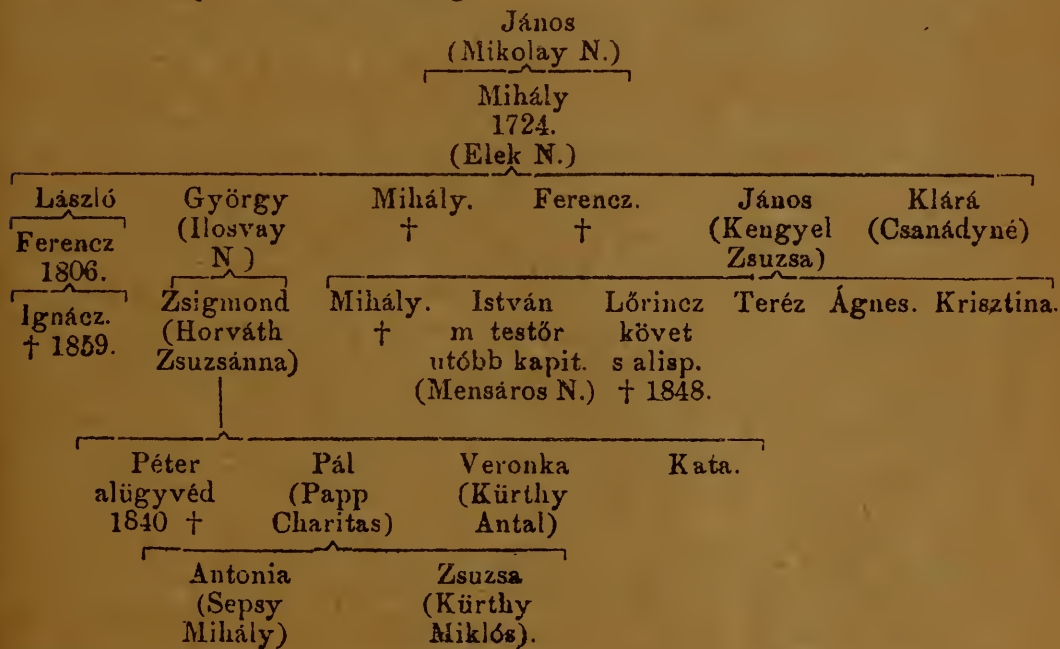 János
(Mikolay N.)
Mihály
1724.
(Elek N.)
László György Mihály. Ferencz. János Klárá
(Ilosvay † † (Kengyel (Csanádyné)
Ferencz N ) Zsuzsa)
1806.
Zsigmond Mihály. István Lőrincz Teréz Ágnes. Krisztina.
Ignácz. (Horváth † m testőr követ
† 1859. Zsuzsánna) utóbb kapit. s alisp.
(Mensáros N.) † 1848.
Péter Pál Veronka Kata.
alügyvéd (Papp (Kürthy
1840 † Charitas) Antal)
Antonia Zsuzsa
(Sepsy (Kürthy
Mihály) Miklós).